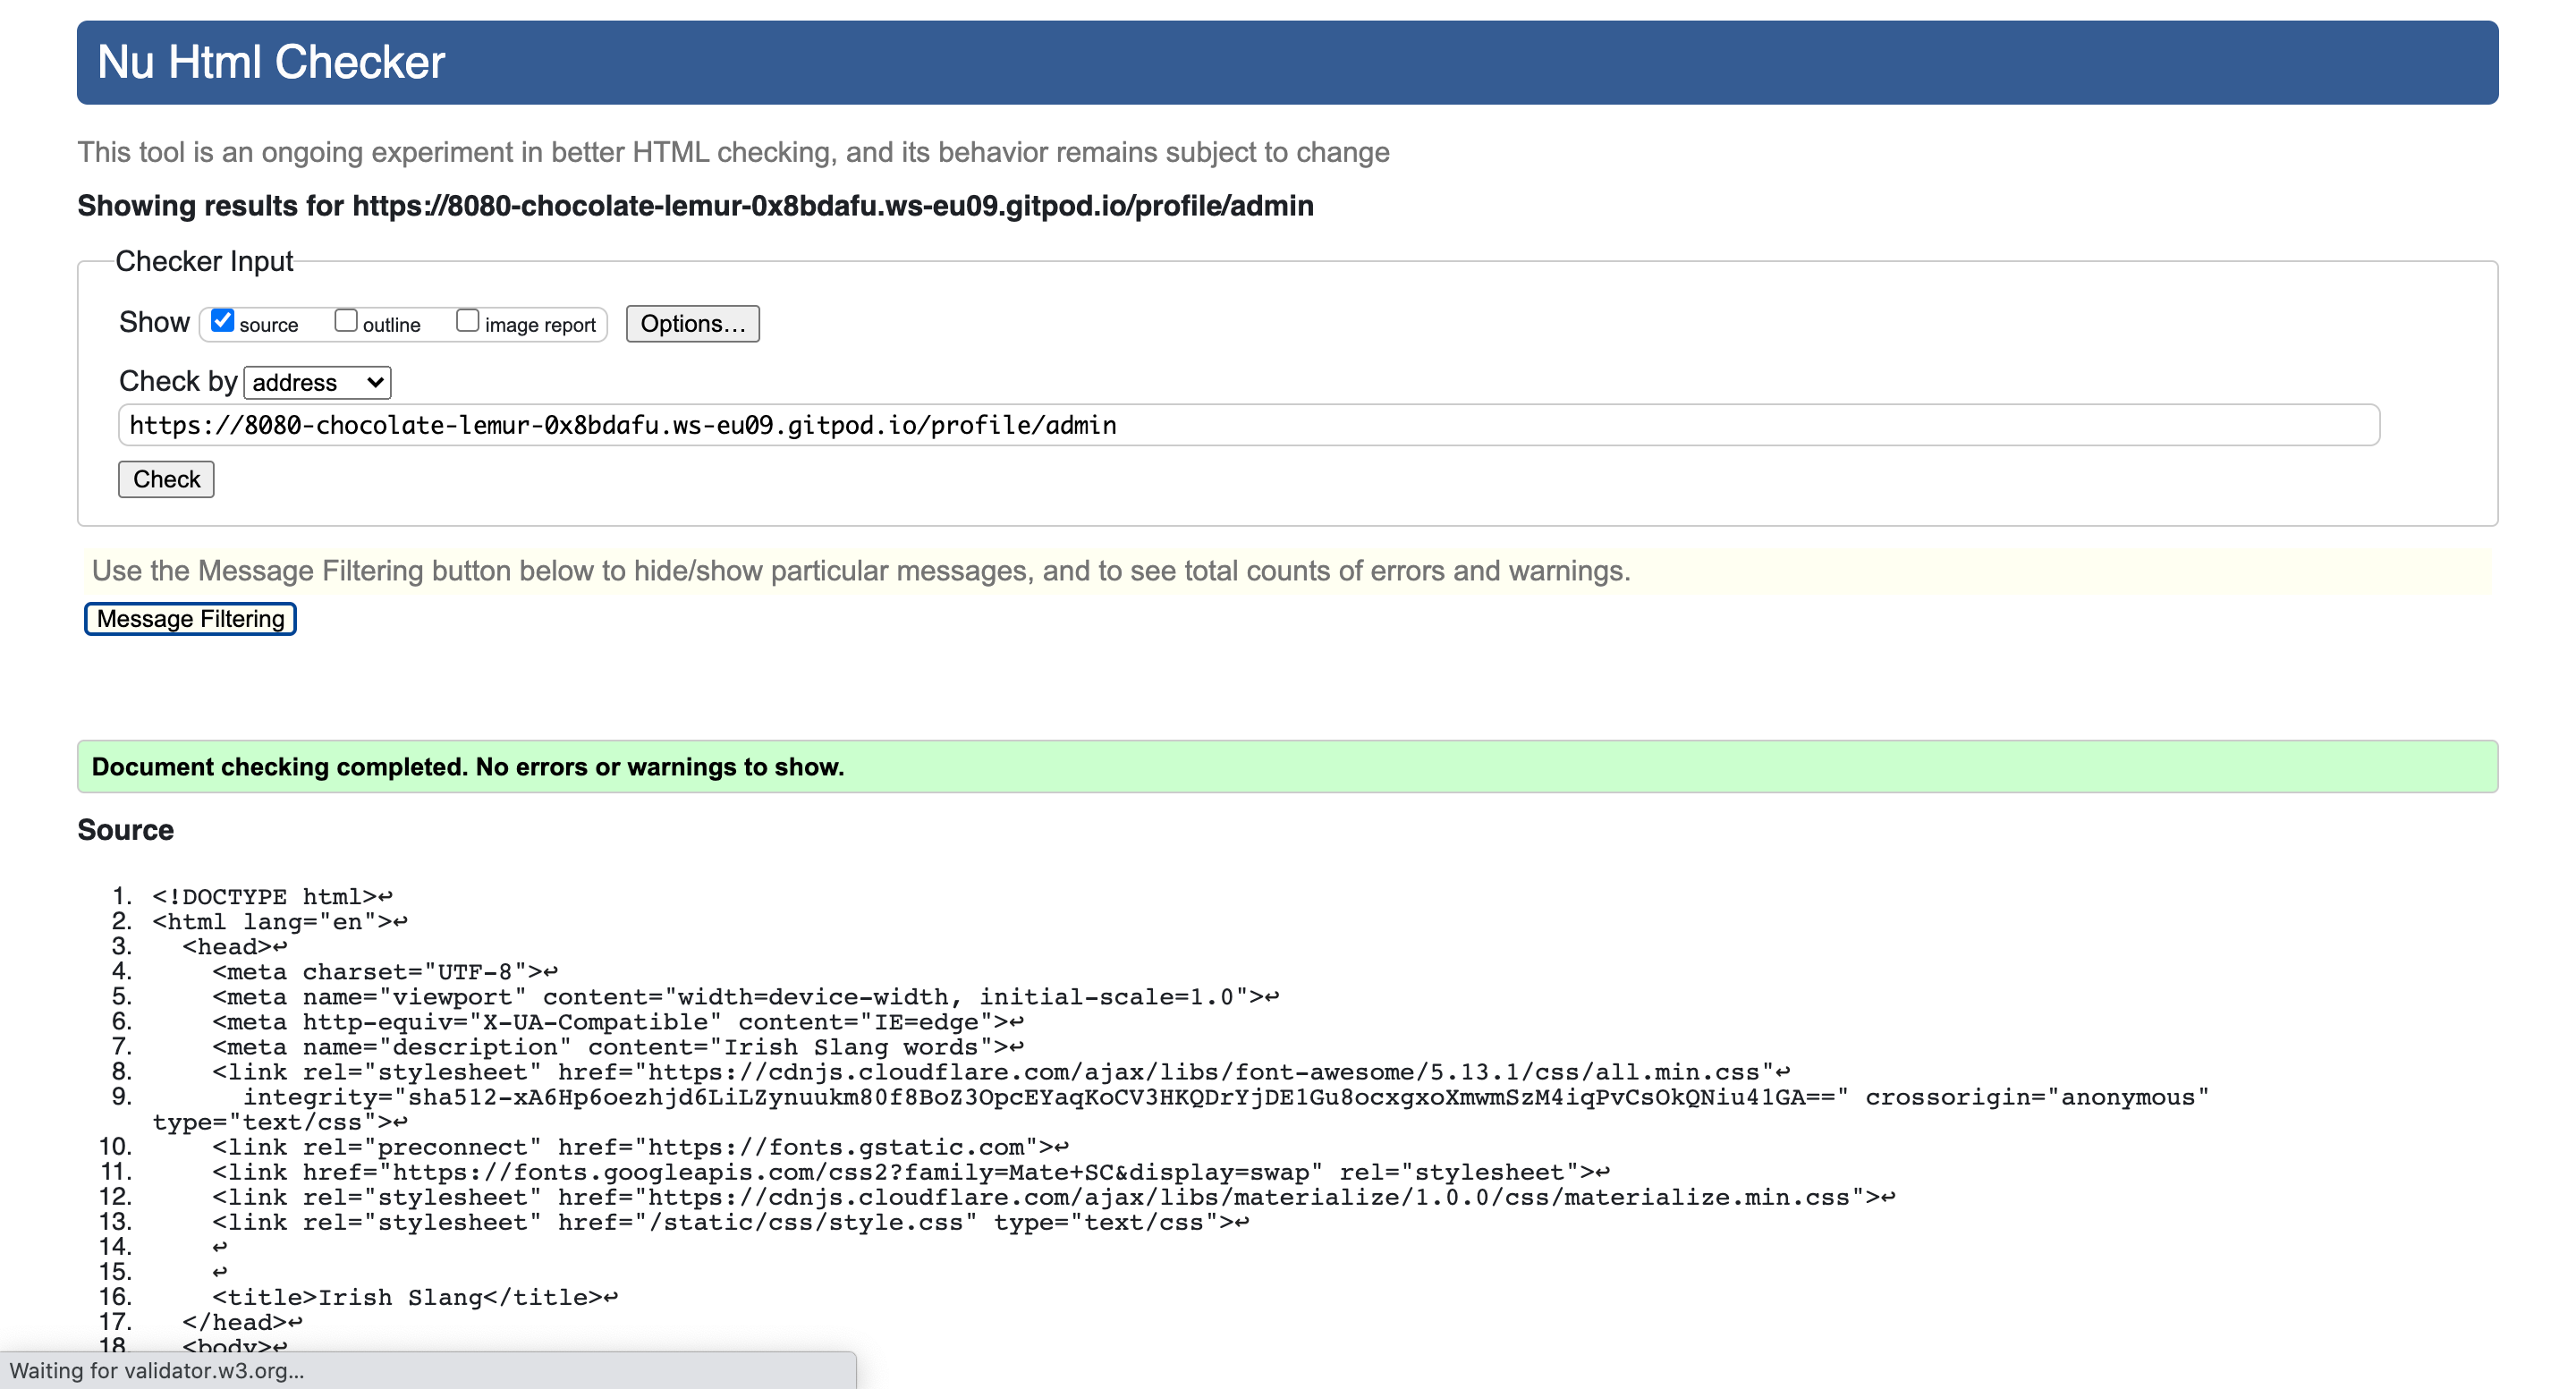 Nu Html Checker
This tool is an ongoing experiment in better HTML checking, and its behavior remains subject to change
Showing results for https://8080-chocolate-lemur-0x8bdafu.ws-eu09.gitpod.io/profile/admin
Checker Input
Show source outline image report Options...
Check by address
https://8080-chocolate-lemur-0x8bdafu.ws-eu09.gitpod.io/profile/admin
Check
Use the Message Filtering button below to hide/show particular messages, and to see total counts of errors and warnings.
Message Filtering
Document checking completed. No errors or warnings to show.
Source
1. <!DOCTYPE html>↩
2. <html lang="en">↩
3. <head>↩
4. <meta charset="UTF-8">↩
5. <meta name="viewport" content="width=device-width, initial-scale=1.0">↩
6. <meta http-equiv="X-UA-Compatible" content="IE=edge">↩
7. <meta name="description" content="Irish Slang words">↩
8. <link rel="stylesheet" href="https://cdnjs.cloudflare.com/ajax/libs/font-awesome/5.13.1/css/all.min.css"↩
9. integrity="sha512-xA6Hp6oezhjd6LiLZynuukm80f8BoZ3OpcEYaqKoCV3HKQDrYjDE1Gu8ocxgxoXmwmSzM4iqPvCsOkQNiu41GA==" crossorigin="anonymous"
type="text/css">↩
10. <link rel="preconnect" href="https://fonts.gstatic.com">↩
11. <link href="https://fonts.googleapis.com/css2?family=Mate+SC&display=swap" rel="stylesheet">↩
12. <link rel="stylesheet" href="https://cdnjs.cloudflare.com/ajax/libs/materialize/1.0.0/css/materialize.min.css">↩
13. <link rel="stylesheet" href="/static/css/style.css" type="text/css">↩
14. ↩
15. ↩
16. <title>Irish Slang</title>↩
17. </head>↩
18. <body>↩
Waiting for validator.w3.org...